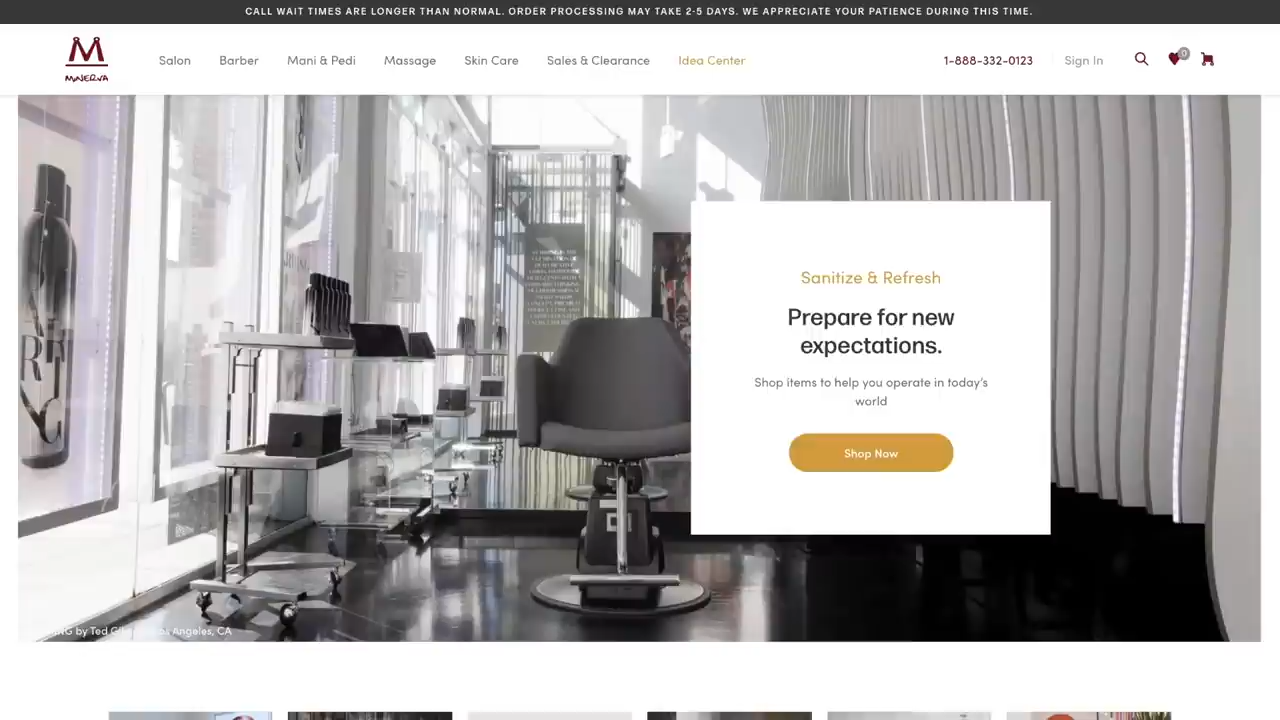 CALL WAIT TIMES ARE LONGER THAN NORMAL. ORDER PROCESSING MAY TAKE 2-5 DAYS. WE APPRECIATE YOUR PATIENCE DURING THIS TIME.
M
MINERVA
Salon Barber Mani & Pedi Massage Skin Care Sales & Clearance Idea Center 1-888-332-0123 Sign In 0
Sanitize & Refresh
Prepare for new
expectations.
Shop items to help you operate in today's
world
Shop Now
by Ted Angeles, CA